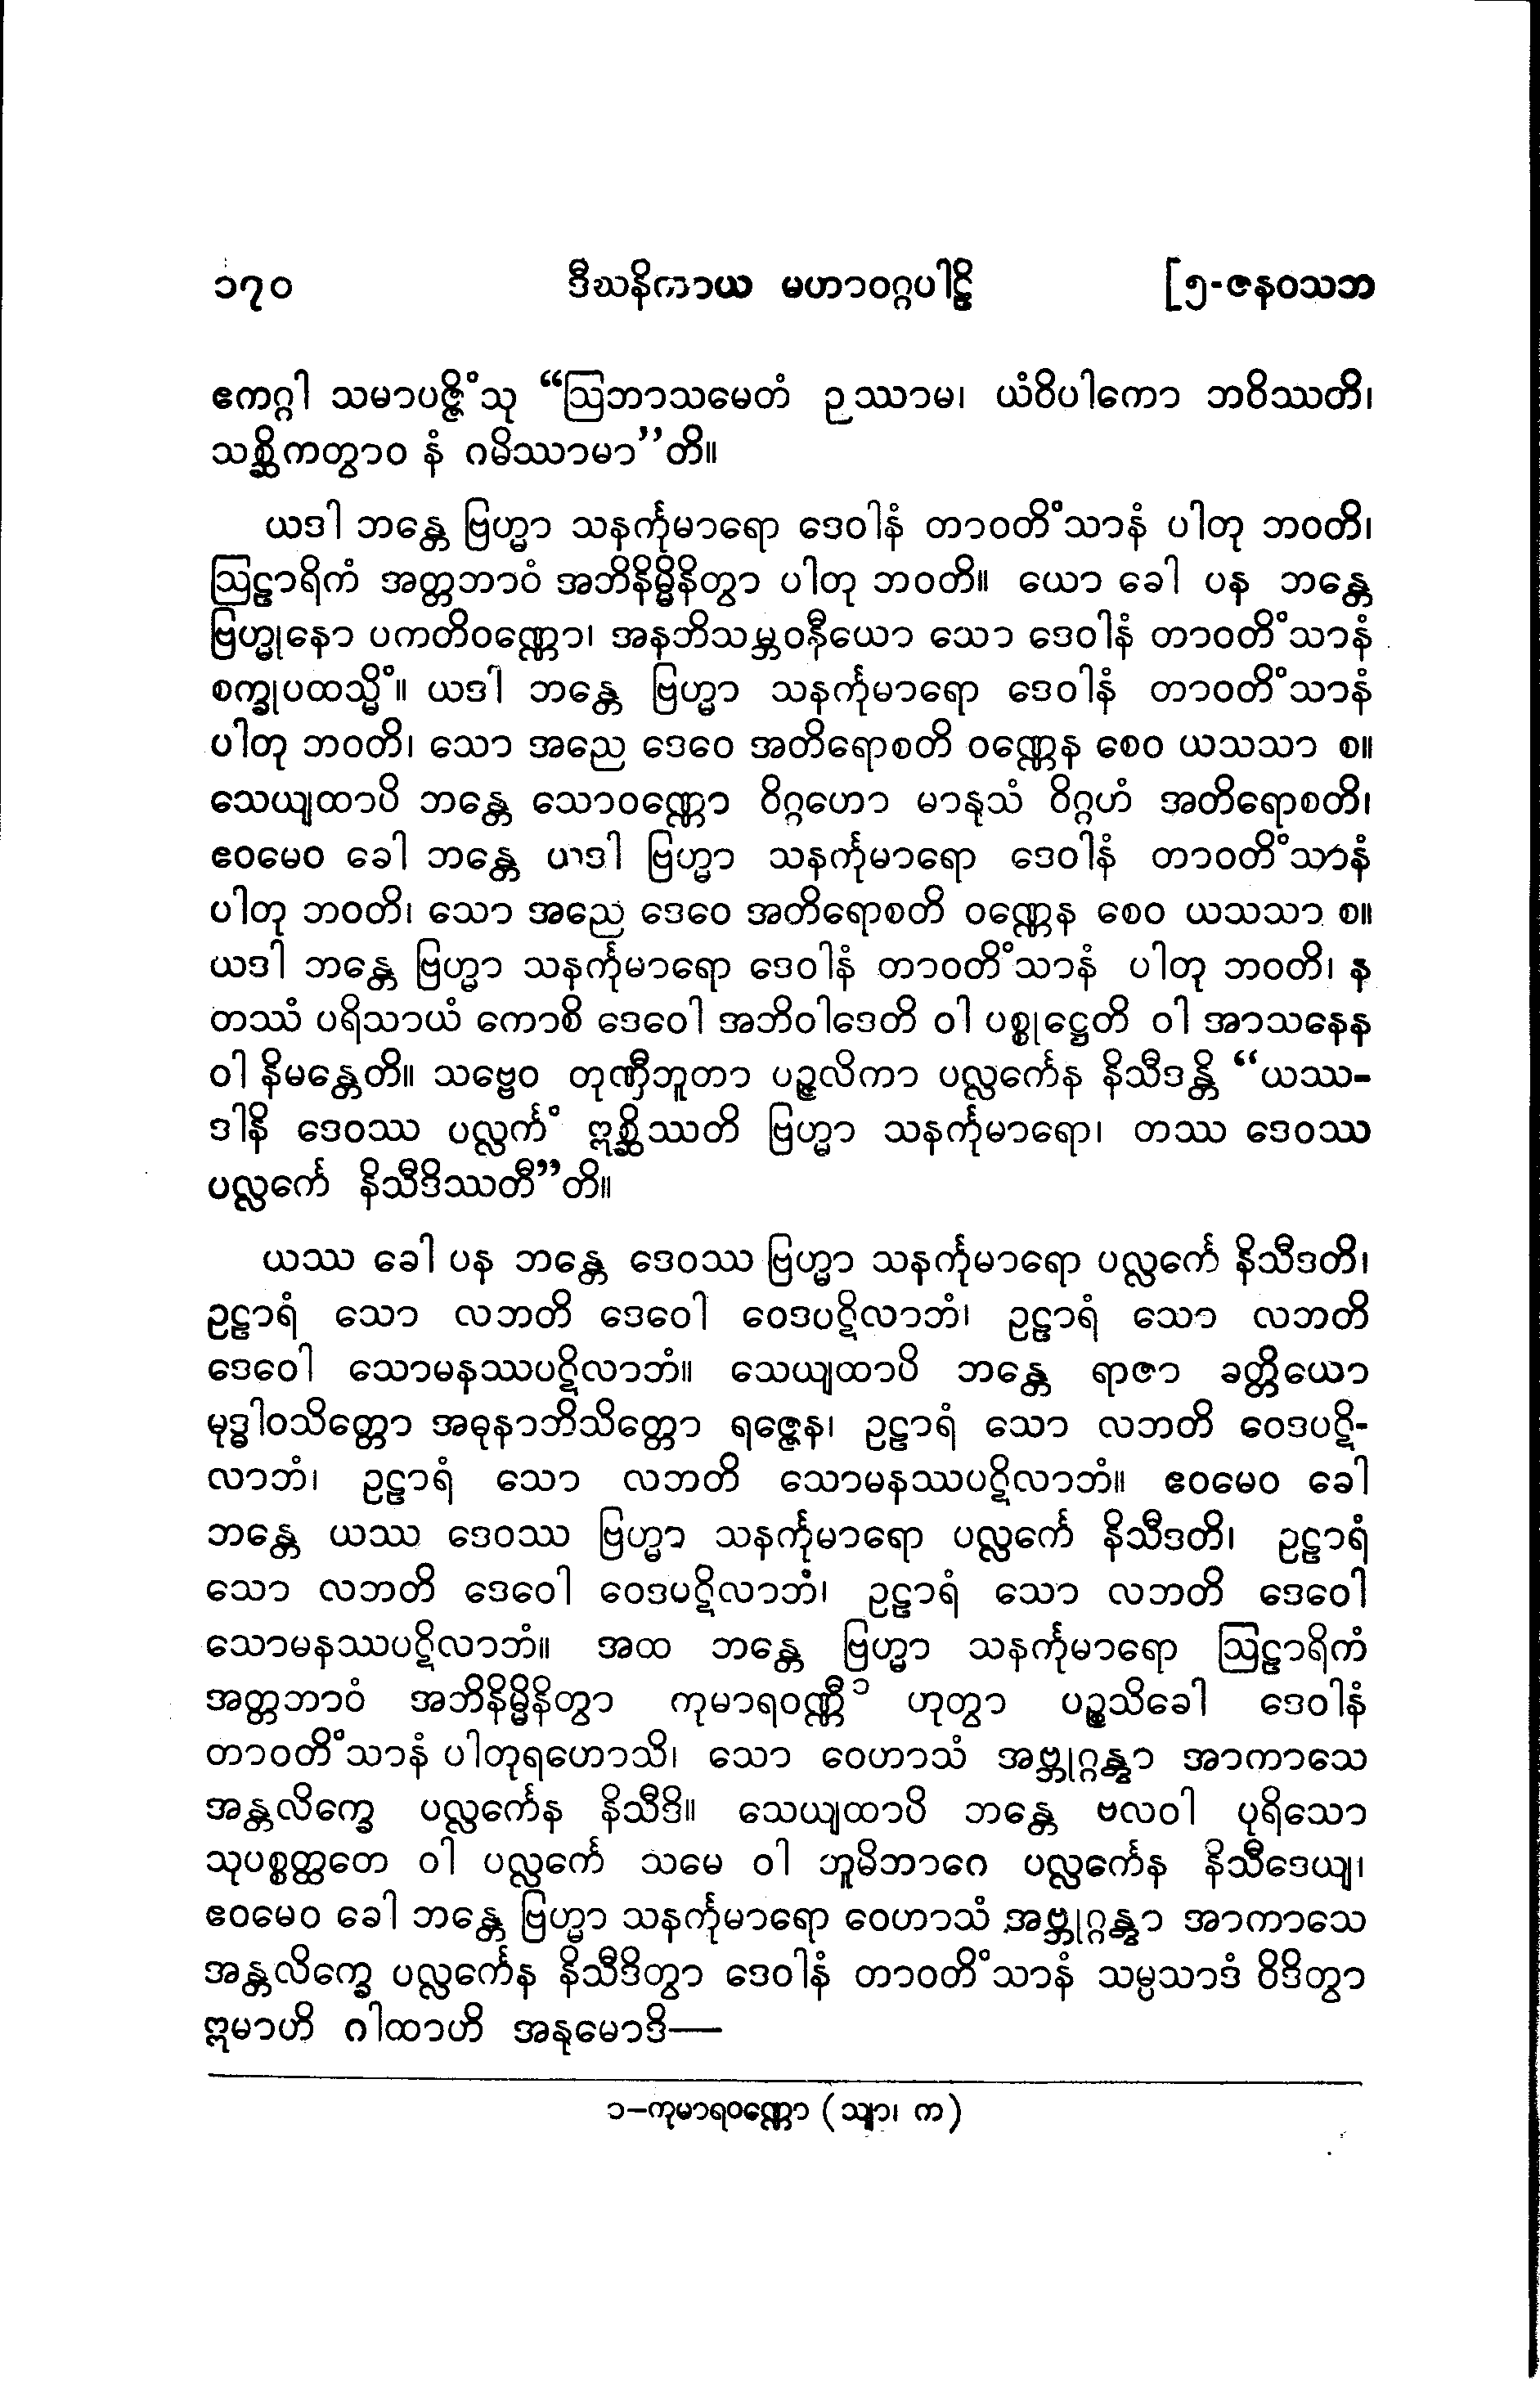 ၁၇၀ ဒီဃနိကာယ မဟာဝဂ္ဂပါဠိ [၅-ဇနဝသဘ
ဧကဂ္ဂါ သမာပဇ္ဇိံသု “ဩဘာသမေတံ ဉဿာမ၊ ယံဝိပါကော ဘဝိဿတိ၊
သစ္ဆိကတွာဝ နံ ဂမိဿာမာ”တိ။
ယဒါ ဘန္တေ ဗြဟ္မာ သနင်္ကုမာရော ဒေဝါနံ တာဝတိံသာနံ ပါတု ဘဝတိ၊
ဩဠာရိကံ အတ္တဘာဝံ အဘိနိမ္မိနိတွာ ပါတု ဘဝတိ။ ယော ခေါ ပန ဘန္တေ
ဗြဟ္မုနော ပကတိဝဏ္ဏော၊ အနဘိသမ္ဘဝနီယော သော ဒေဝါနံ တာဝတိံသာနံ
စက္ခုပထသ္မိံ။ ယဒါ ဘန္တေ ဗြဟ္မာ သနင်္ကုမာရော ဒေဝါနံ တာဝတိံသာနံ
ပါတု ဘဝတိ၊ သော အညေ ဒေဝေ အတိရောစတိ ဝဏ္ဏေန စေဝ ယသသာ စ။
သေယျထာပိ ဘန္တေ သောဝဏ္ဏော ဝိဂ္ဂဟော မာနုသံ ဝိဂ္ဂဟံ အတိရောစတိ၊
ဧဝမေဝ ခေါ ဘန္တေ ယဒါ ဗြဟ္မာ သနင်္ကုမာရော ဒေဝါနံ တာဝတိံသာနံ
ပါတု ဘဝတိ၊ သော အညေ ဒေဝေ အတိရောစတိ ဝဏ္ဏေန စေဝ ယသသာ စ။
ယဒါ ဘန္တေ ဗြဟ္မာ သနင်္ကုမာရော ဒေဝါနံ တာဝတိံသာနံ ပါတု ဘဝတိ၊ န
တဿံ ပရိသာယံ ကောစိ ဒေဝေါ အဘိဝါဒေတိ ဝါ ပစ္စုဋ္ဌေတိ ဝါ အာသနေန
ဝါ နိမန္တေတိ။ သဗ္ဗေဝ တုဏှီဘူတာ ပဉ္ဇလိကာ ပလ္လင်္ကေန နိသီဒန္တိ “ယဿ-
ဒါနိ ဒေဝဿ ပလ္လင်္ကံ ဣစ္ဆိဿတိ ဗြဟ္မာ သနင်္ကုမာရော၊ တဿ ဒေဝဿ
ပလ္လင်္ကေ နိသီဒိဿတီ”တိ။
ယဿ ခေါ ပန ဘန္တေ ဒေဝဿ ဗြဟ္မာ သနင်္ကုမာရော ပလ္လင်္ကေ နိသီဒတိ၊
ဥဠာရံ သော လဘတိ ဒေဝေါ ဝေဒပဋိလာဘံ၊ ဥဠာရံ သော လဘတိ
ဒေဝေါ သောမနဿပဋိလာဘံ။ သေယျထာပိ ဘန္တေ ရာဇာ ခတ္တိယော
မုဒ္ဓါဝသိတ္တော အဓုနာဘိသိတ္တော ရဇ္ဇေန၊ ဥဠာရံ သော လဘတိ ဝေဒပဋိ-
လာဘံ၊ ဥဠာရံ သော လဘတိ သောမနဿပဋိလာဘံ။ ဧဝမေဝ ခေါ
ဘန္တေ ယဿ ဒေဝဿ ဗြဟ္မာ သနင်္ကုမာရော ပလ္လင်္ကေ နိသီဒတိ၊ ဥဠာရံ
သော လဘတိ ဒေဝေါ ဝေဒပဋိလာဘံ၊ ဥဠာရံ သော လဘတိ ဒေဝေါ
သောမနဿပဋိလာဘံ။ အထ ဘန္တေ ဗြဟ္မာ သနင်္ကုမာရော ဩဠာရိကံ
အတ္တဘာဝံ အဘိနိမ္မိနိတွာ ကုမာရဝဏ္ဏီ ၁ ဟုတွာ ပဉ္စသိခေါ ဒေဝါနံ
တာဝတိံသာနံ ပါတုရဟောသိ၊ သော ဝေဟာသံ အဗ္ဘုဂ္ဂန္တွာ အာကာသေ
အန္တလိက္ခေ ပလ္လင်္ကေန နိသီဒိ။ သေယျထာပိ ဘန္တေ ဗလဝါ ပုရိသော
သုပစ္စတ္ထတေ ဝါ ပလ္လင်္ကေ သမေ ဝါ ဘူမိဘာဂေ ပလ္လင်္ကေန နိသီဒေယျ၊
ဧဝမေဝ ခေါ ဘန္တေ ဗြဟ္မာ သနင်္ကုမာရော ဝေဟာသံ အဗ္ဘုဂ္ဂန္တွာ အာကာသေ
အန္တလိက္ခေ ပလ္လင်္ကေန နိသီဒိတွာ ဒေဝါနံ တာဝတိံသာနံ သမ္ပသာဒံ ဝိဒိတွာ
ဣမာဟိ ဂါထာဟိ အနုမောဒိ—
၁-ကုမာရဝဏ္ဏော (သျာ၊ က)